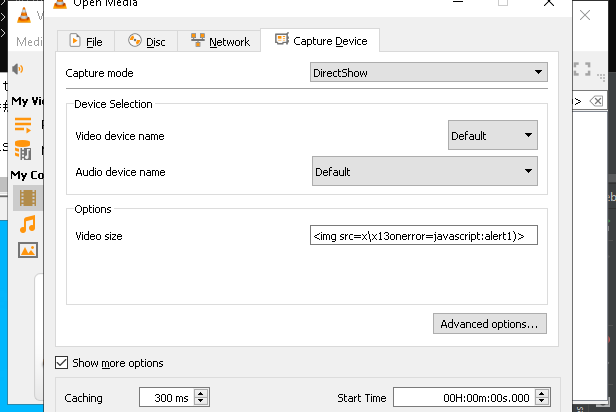 V
Open Media
Medi
File
Disc
Network
Capture Device
Capture mode
DirectShow
My Vi
Device Selection
Video device name
Default
Audio device name
Default
My Co
Options
Video size
<img src=x\x13onerror=javascript:alert1)>
Advanced options...
Show more options
Caching
300 ms
Start Time
00H:00m:00s.000